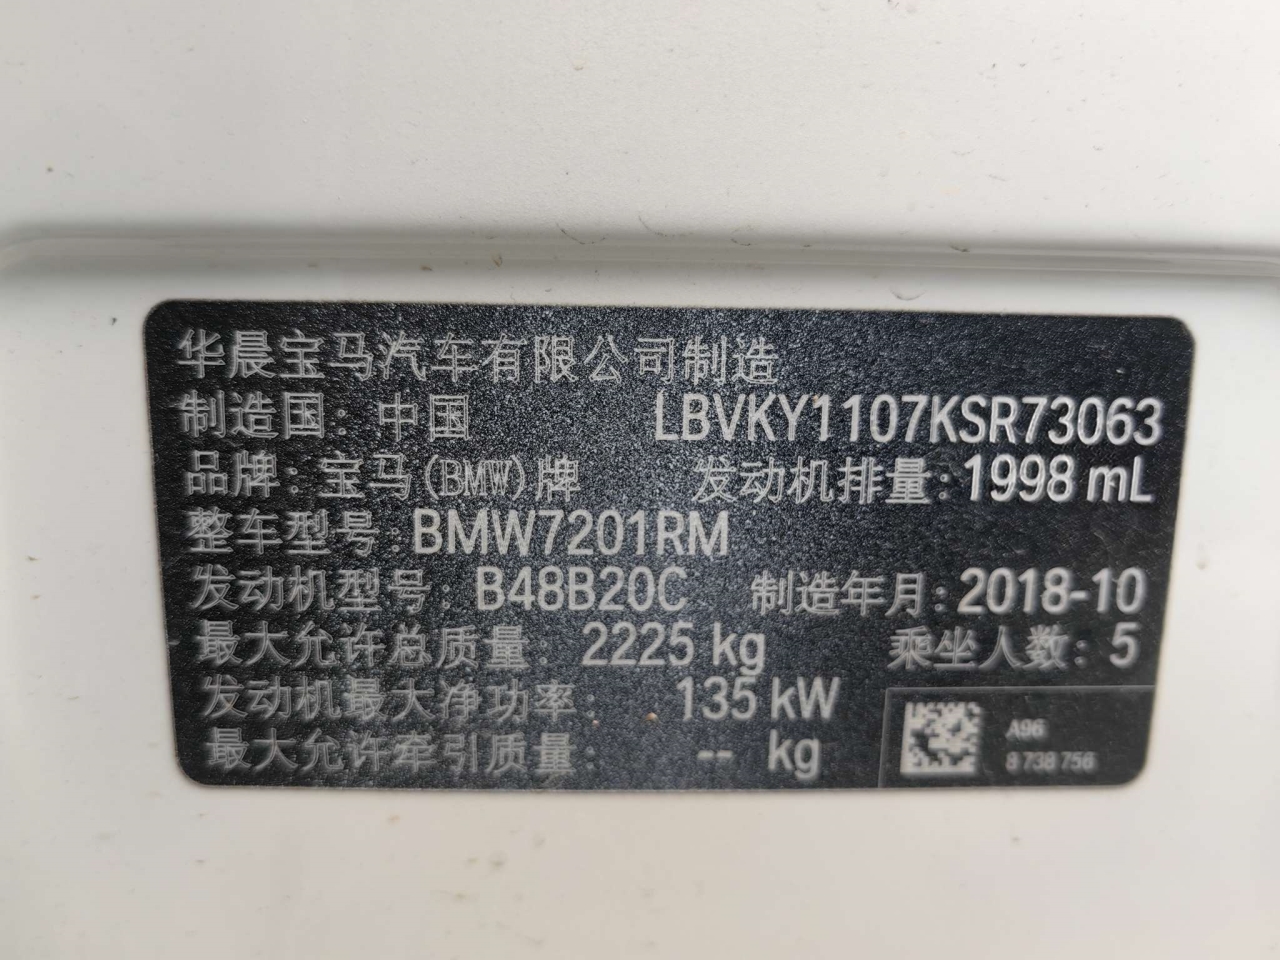 华晨宝马汽车有限公司制造
制造国: 中国 LBVKY1107KSR73063
品牌: 宝马(BMW)牌 发动机排量: 1998 mL
整车型号: BMW7201RM
发动机型号: B48B20C 制造年月: 2018-10
最大允许总质量: 2225 kg 乘坐人数: 5
发动机最大净功率: 135 kW
最大允许牵引质量: -- kg
A96
8 738 756